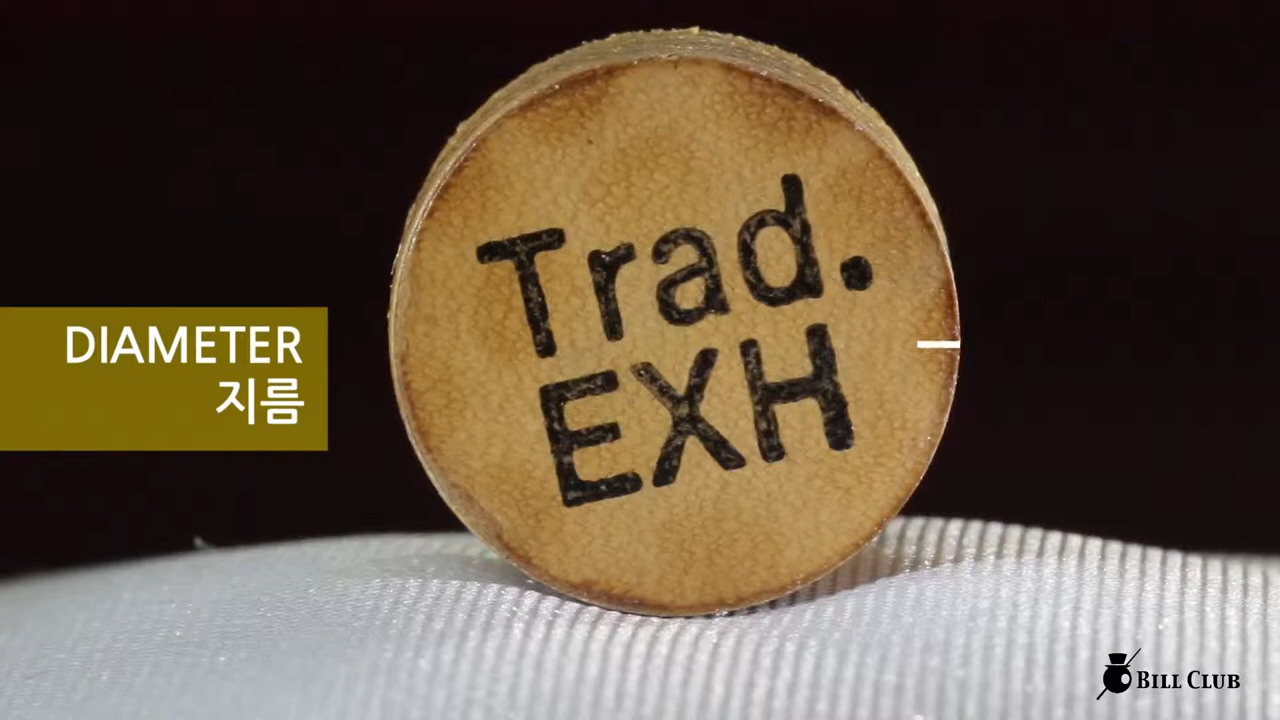 Trad.
EXH
DIAMETER
지름
BILL CLUB